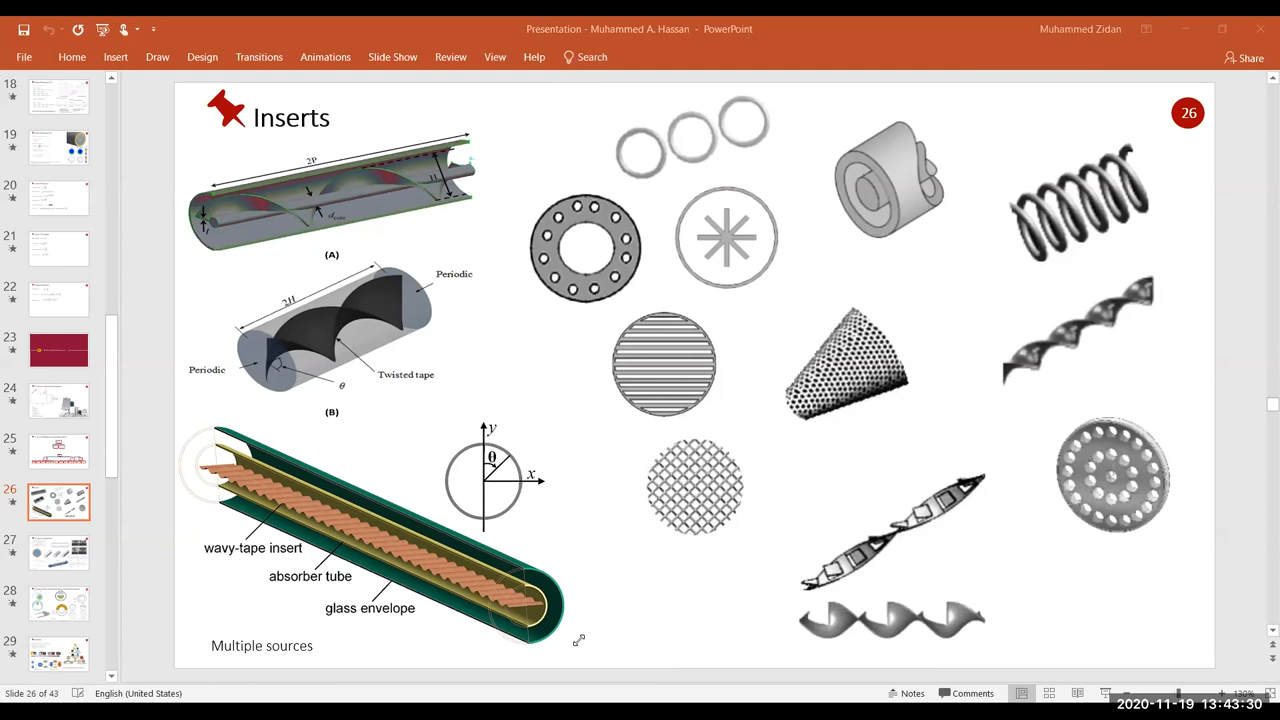 Presentation - Muhammed A. Hassan - PowerPoint
Muhammed Zidan
File Home Insert Draw Design Transitions Animations Slide Show Review View Help Search
Share
18
19
20
21
22
23
24
25
26
27
28
29
Inserts
26
2P
H
t
(A)
2H
Periodic
Periodic
Twisted tape
θ
(B)
y
θ
x
wavy-tape insert
absorber tube
glass envelope
Multiple sources
Slide 26 of 43
English (United States)
Notes
Comments
130%
2020-11-19 13:43:30